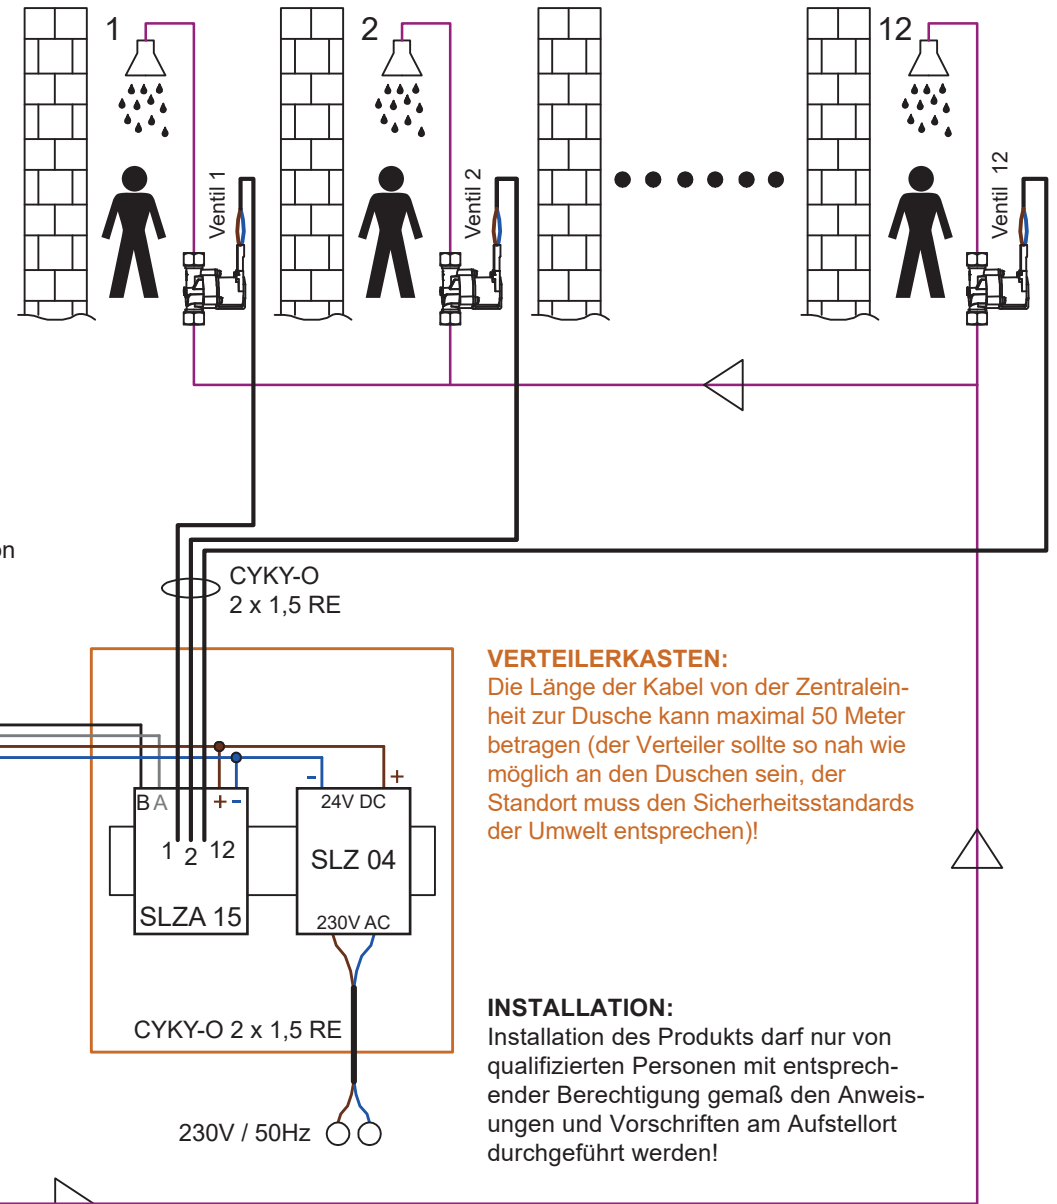 1
2
12
Ventil 1
Ventil 2
Ventil 12
on
CYKY-O
2 x 1,5 RE
VERTEILERKASTEN:
Die Länge der Kabel von der Zentralein-
heit zur Dusche kann maximal 50 Meter
betragen (der Verteiler sollte so nah wie
möglich an den Duschen sein, der
Standort muss den Sicherheitsstandards
der Umwelt entsprechen)!
B A + -
1 2 12
SLZA 15
- +
24V DC
SLZ 04
230V AC
CYKY-O 2 x 1,5 RE
230V / 50Hz
INSTALLATION:
Installation des Produkts darf nur von
qualifizierten Personen mit entsprech-
ender Berechtigung gemaß den Anweis-
ungen und Vorschriften am Aufstellort
durchgeführt werden!